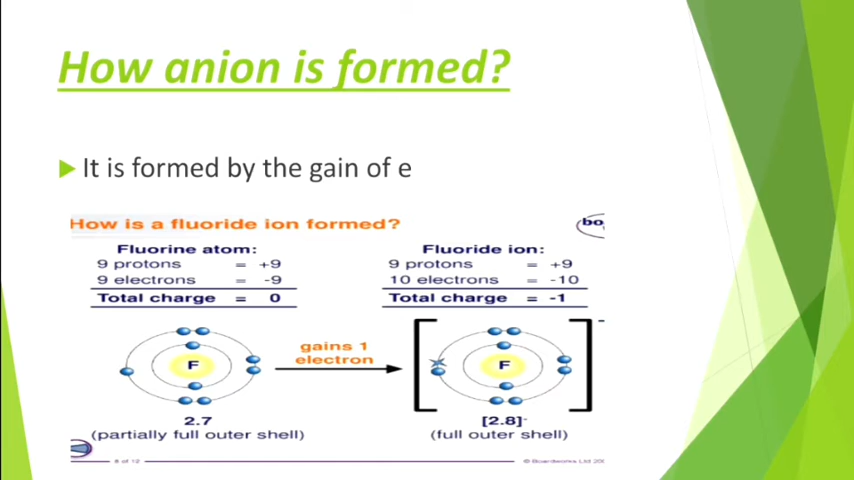 How anion is formed?
It is formed by the gain of e
How is a fluoride ion formed?
bo
Fluorine atom:
9 protons = +9
9 electrons = -9
Total charge = 0
Fluoride ion:
9 protons = +9
10 electrons = -10
Total charge = -1
F
gains 1
electron
F
-
2.7
(partially full outer shell)
[2.8]-
(full outer shell)
8 of 12
© Boardworks Ltd 200